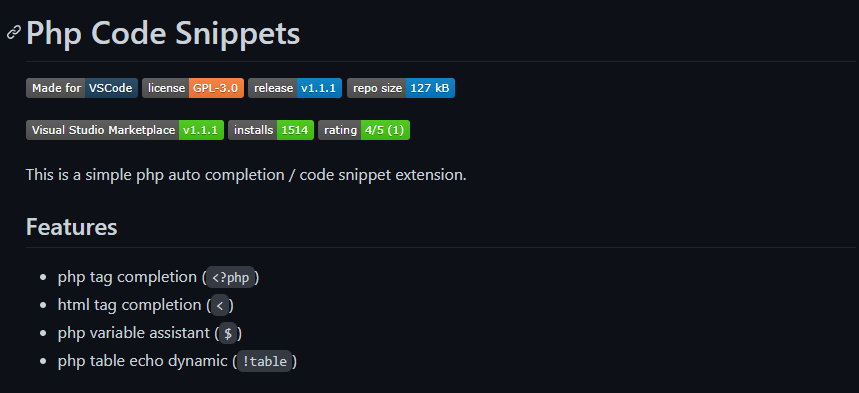 Php Code Snippets
Made for VSCode license GPL-3.0 release v1.1.1 repo size 127 kB
Visual Studio Marketplace v1.1.1 installs 1514 rating 4/5 (1)
This is a simple php auto completion / code snippet extension.
Features
• php tag completion (<?php)
• html tag completion (<)
• php variable assistant ($)
• php table echo dynamic (!table)